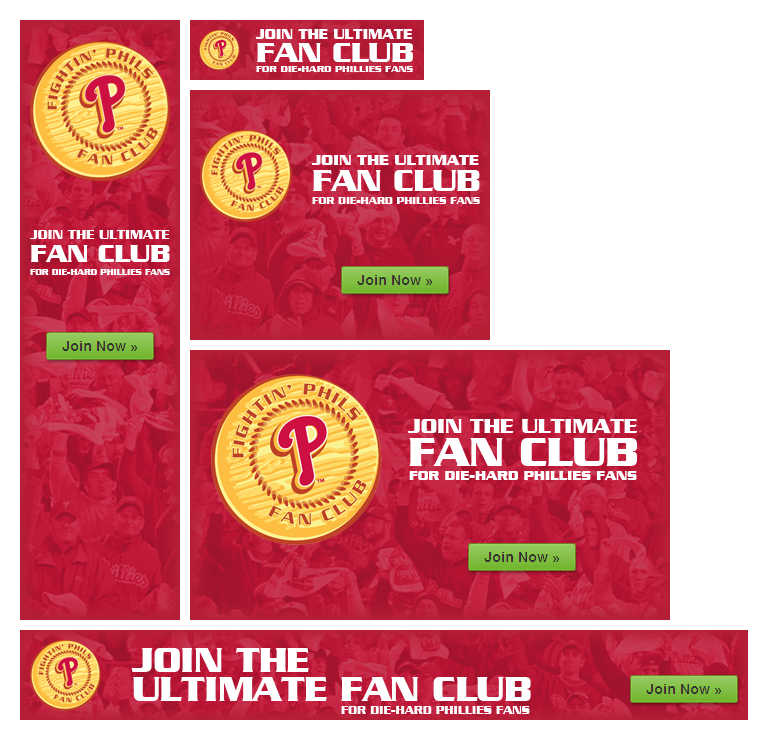 FIGHTIN' PHILS
P
TM
FAN CLUB
JOIN THE ULTIMATE
FAN CLUB
FOR DIE-HARD PHILLIES FANS
Join Now »
FIGHTIN' PHILS
P
FAN CLUB
JOIN THE ULTIMATE
FAN CLUB
FOR DIE-HARD PHILLIES FANS
FIGHTIN' PHILS
P
FAN CLUB
JOIN THE ULTIMATE
FAN CLUB
FOR DIE-HARD PHILLIES FANS
Phillies
Join Now »
FIGHTIN' PHILS
P
TM
FAN CLUB
JOIN THE ULTIMATE
FAN CLUB
FOR DIE-HARD PHILLIES FANS
Join Now »
FIGHTIN' PHILS
P
FAN CLUB
JOIN THE
ULTIMATE FAN CLUB
FOR DIE-HARD PHILLIES FANS
Join Now »